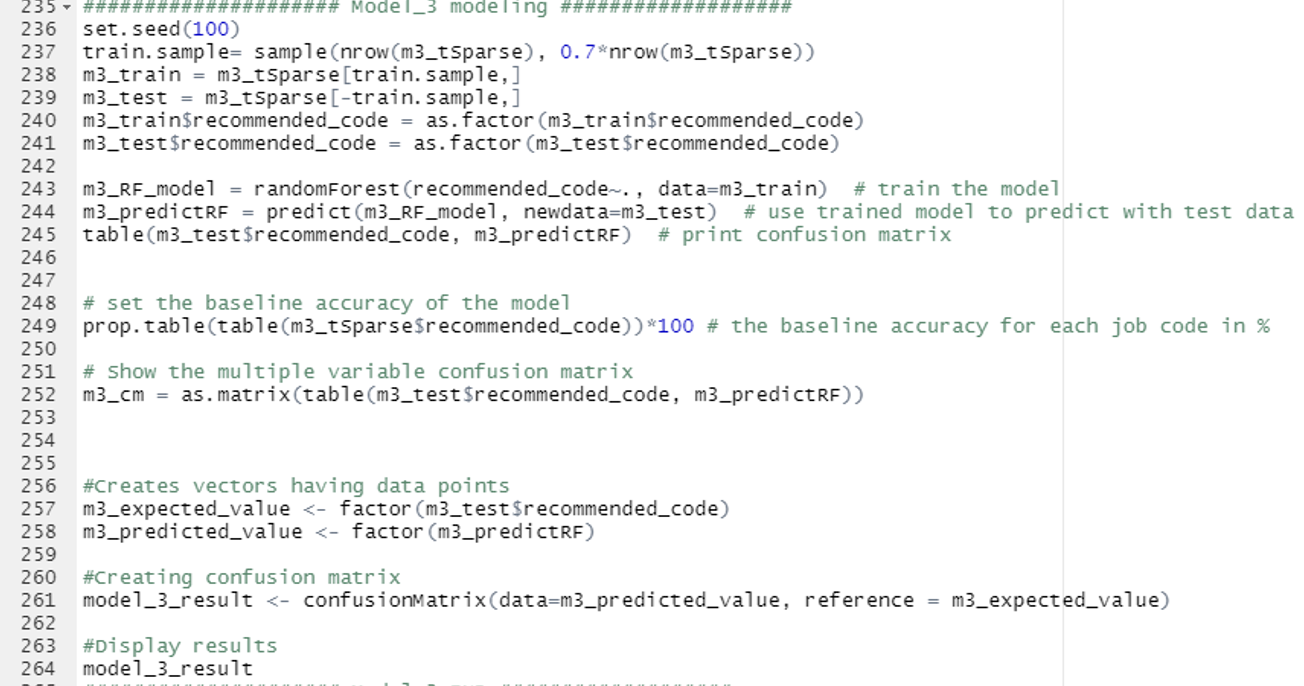 235 ##################### Model_3 modeling ###################
236 set.seed(100)
237 train.sample= sample(nrow(m3_tSparse), 0.7*nrow(m3_tSparse))
238 m3_train = m3_tSparse[train.sample,]
239 m3_test = m3_tSparse[-train.sample,]
240 m3_train$recommended_code = as.factor(m3_train$recommended_code)
241 m3_test$recommended_code = as.factor(m3_test$recommended_code)
242
243 m3_RF_model = randomForest(recommended_code~., data=m3_train)  # train the model
244 m3_predictRF = predict(m3_RF_model, newdata=m3_test)  # use trained model to predict with test data
245 table(m3_test$recommended_code, m3_predictRF)  # print confusion matrix
246
247
248 # set the baseline accuracy of the model
249 prop.table(table(m3_tSparse$recommended_code))*100 # the baseline accuracy for each job code in %
250
251 # Show the multiple variable confusion matrix
252 m3_cm = as.matrix(table(m3_test$recommended_code, m3_predictRF))
253
254
255
256 #Creates vectors having data points
257 m3_expected_value <- factor(m3_test$recommended_code)
258 m3_predicted_value <- factor(m3_predictRF)
259
260 #Creating confusion matrix
261 model_3_result <- confusionMatrix(data=m3_predicted_value, reference = m3_expected_value)
262
263 #Display results
264 model_3_result